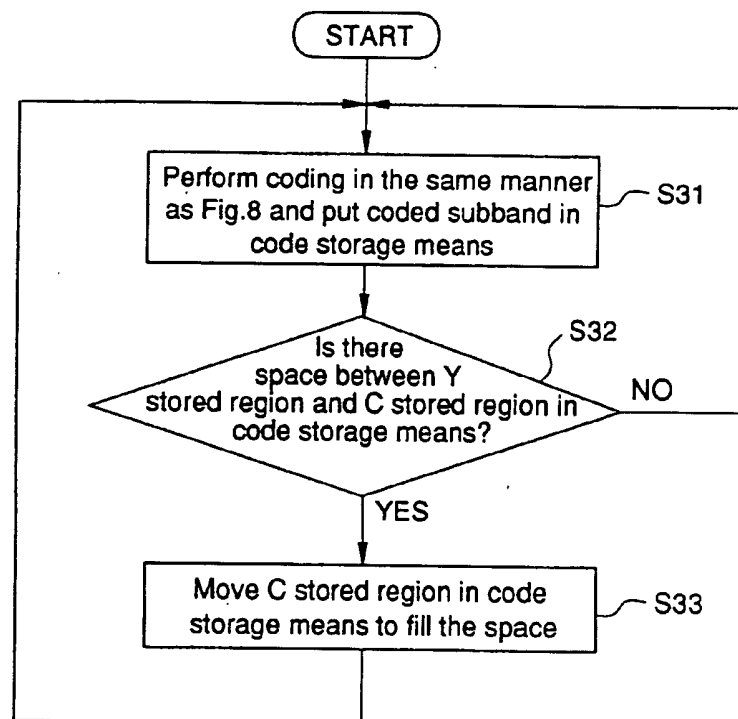 START
Perform coding in the same manner
as Fig.8 and put coded subband in
code storage means
S31
Is there
space between Y
stored region and C stored region in
code storage means?
S32
NO
YES
Move C stored region in code
storage means to fill the space
S33